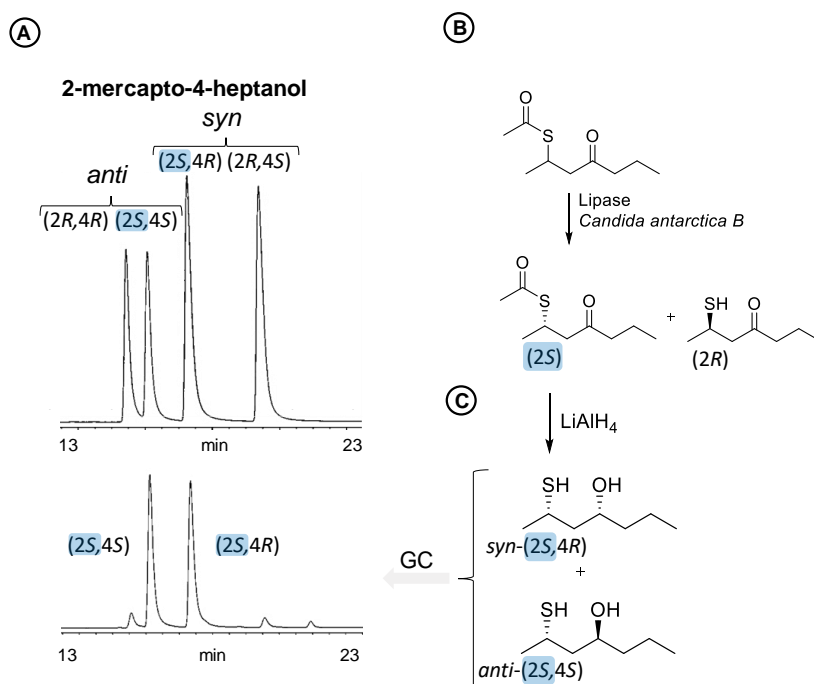 A
2-mercapto-4-heptanol
syn
(2S,4R) (2R,4S)
anti
(2R,4R) (2S,4S)
13 min 23
(2S,4S) (2S,4R)
13 min 23
B
O
S O
Lipase
Candida antarctica B
O
S O + SH O
(2S) (2R)
C
LiAlH4
SH OH
syn-(2S,4R)
+
GC
SH OH
anti-(2S,4S)